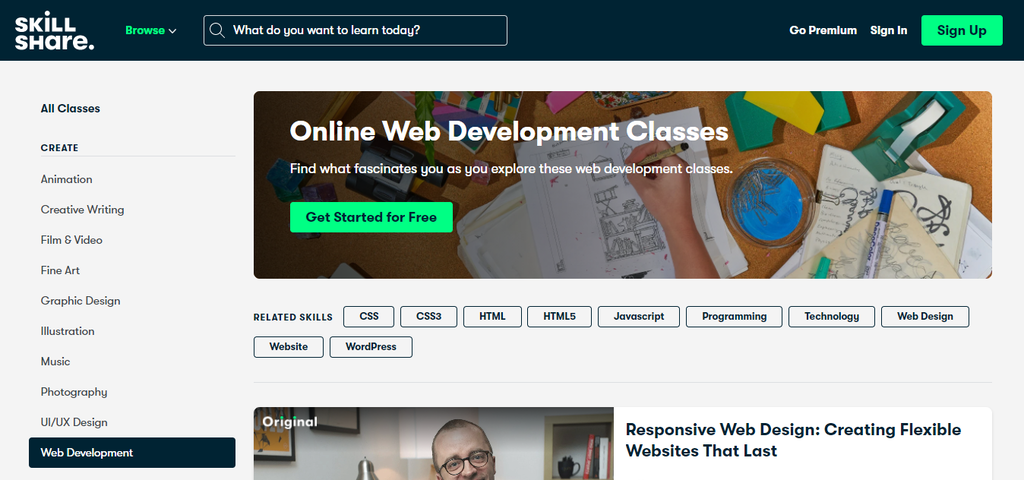 SKILL
SHare.
Browse
What do you want to learn today?
Go Premium
Sign In
Sign Up
All Classes
CREATE
Animation
Creative Writing
Film & Video
Fine Art
Graphic Design
Illustration
Music
Photography
UI/UX Design
Web Development
Online Web Development Classes
Find what fascinates you as you explore these web development classes.
Get Started for Free
RELATED SKILLS
CSS
CSS3
HTML
HTML5
Javascript
Programming
Technology
Web Design
Website
WordPress
Original
Responsive Web Design: Creating Flexible
Websites That Last